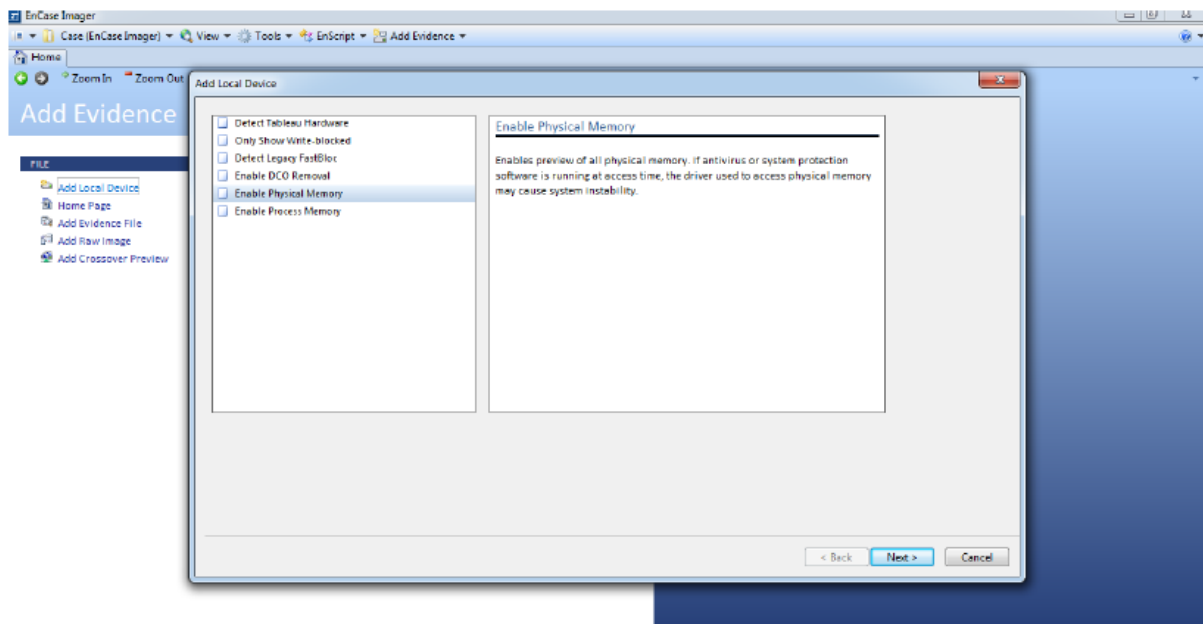 EnCase Imager
Case (EnCase Imager) View Tools EnScript Add Evidence
Home
Zoom In Zoom Out
Add Evidence
FILE
Add Local Device
Home Page
Add Evidence File
Add Raw Image
Add Crossover Preview
Add Local Device
Detect Tableau Hardware
Only Show Write-blocked
Detect Legacy FastBloc
Enable DCO Removal
Enable Physical Memory
Enable Process Memory
Enable Physical Memory
Enables preview of all physical memory. If antivirus or system protection
software is running at access time, the driver used to access physical memory
may cause system instability.
< Back Next > Cancel